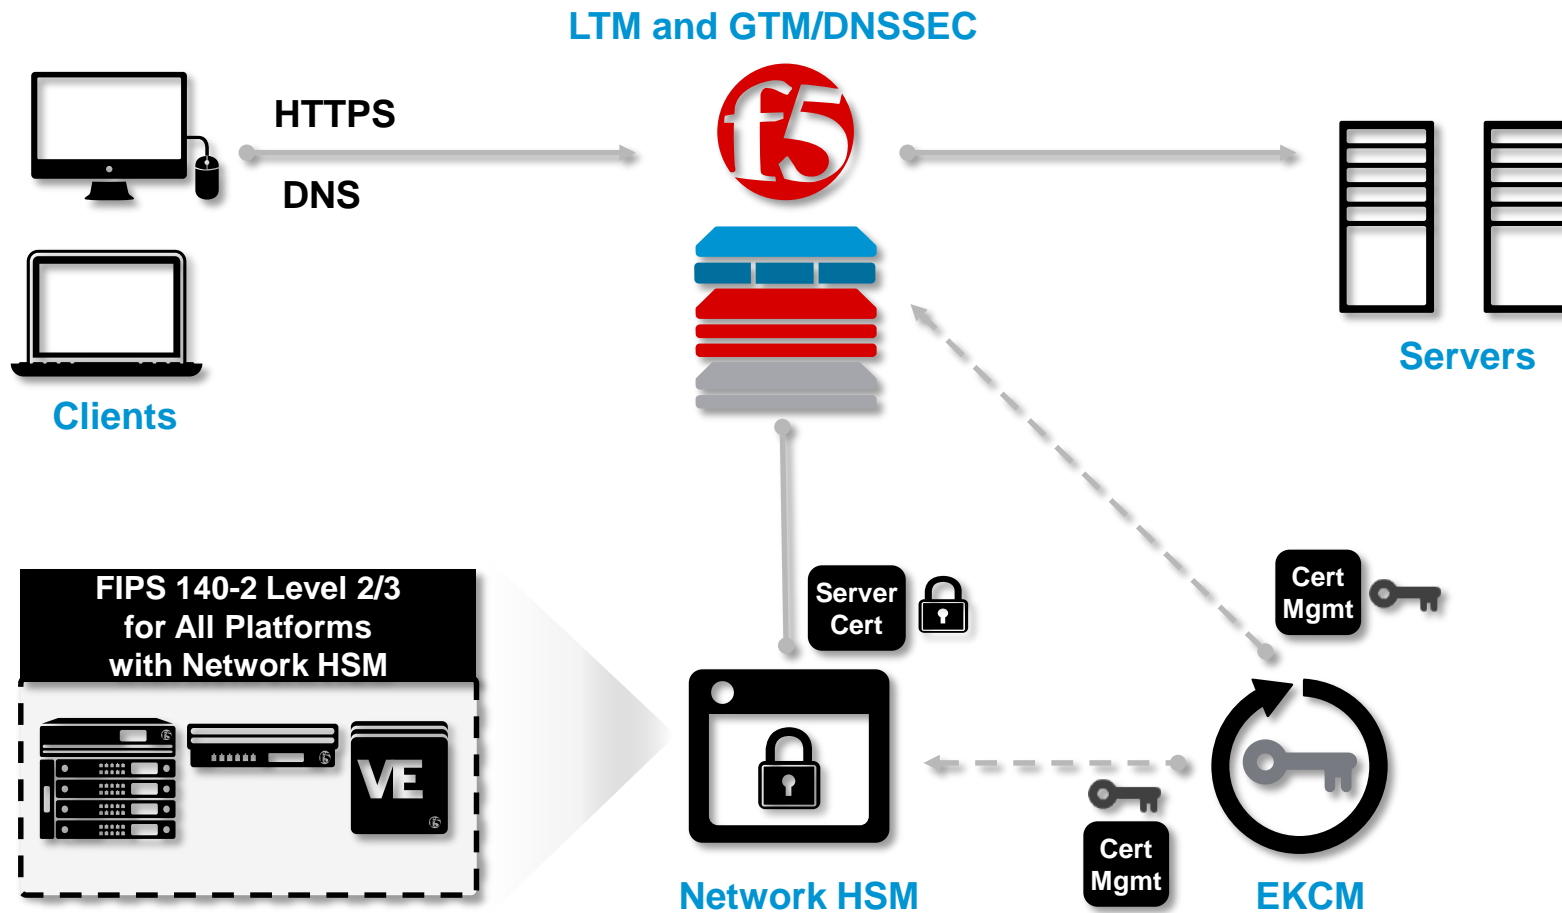 LTM and GTM/DNSSEC
f5
HTTPS
DNS
Servers
Clients
FIPS 140-2 Level 2/3
for All Platforms
with Network HSM
Server
Cert
Cert
Mgmt
VE
Cert
Mgmt
Network HSM
EKCM